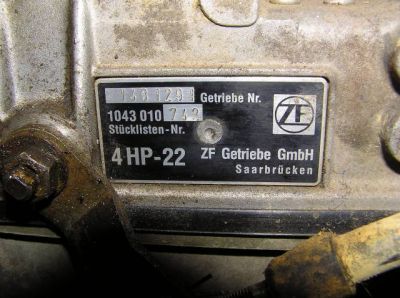 Getriebe Nr.
1043 010
Stücklisten-Nr.
ZF
4 HP-22 ZF Getriebe GmbH
Saarbrücken